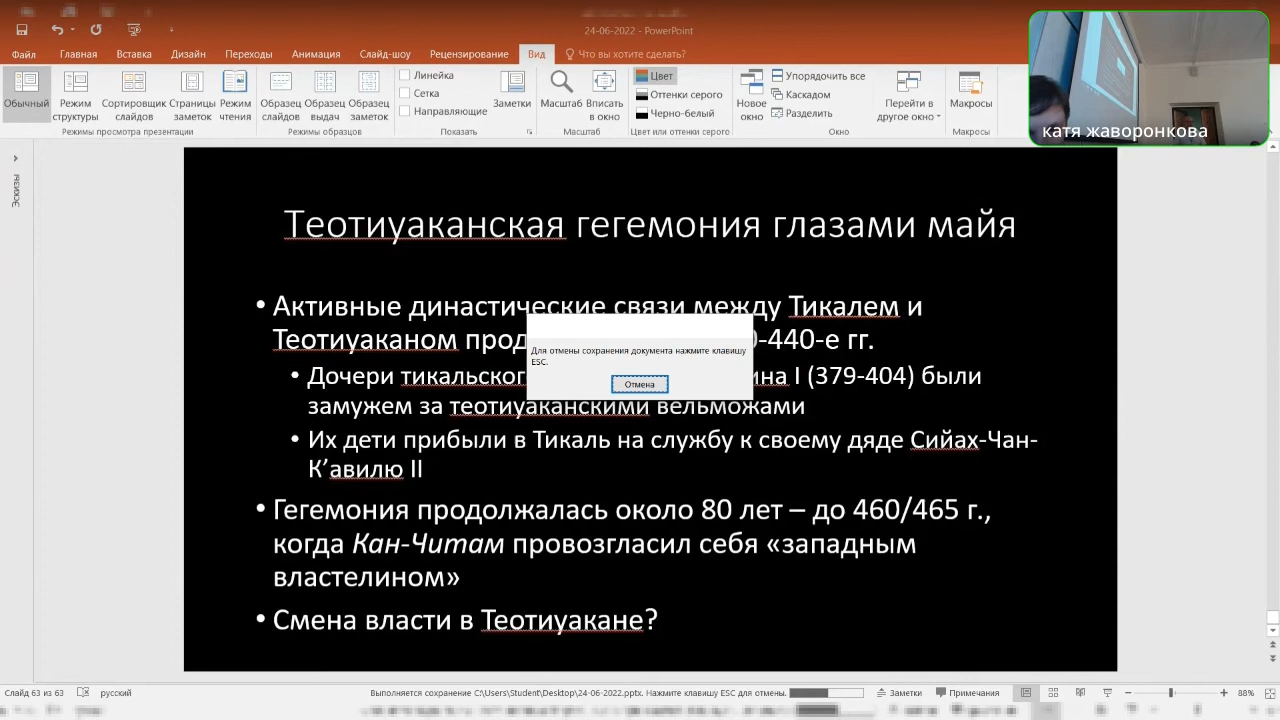 24-06-2022 - PowerPoint
Файл Главная Вставка Дизайн Переходы Анимация Слайд-шоу Рецензирование Вид Что вы хотите сделать?
Обычный
Режим структуры
Сортировщик слайдов
Страницы заметок
Режим чтения
Режимы просмотра презентации
Образец слайдов
Образец выдач
Образец заметок
Режимы образцов
Линейка
Сетка
Направляющие
Показать
Заметки
Масштаб
Вписать в окно
Масштаб
Цвет
Оттенки серого
Черно-белый
Цвет или оттенки серого
Новое окно
Упорядочить все
Каскадом
Разделить
Перейти в другое окно
Окно
Макросы
Макросы
катя жаворонкова
Эскизы
Теотиуаканская гегемония глазами майя
• Активные династические связи между Тикалем и
Теотиуаканом 0-440-е гг.
• Дочери I (379-404) были
замужем за теотиуаканскими вельможами
• Их дети прибыли в Тикаль на службу к своему дяде Сийах-Чан-
К’авилю II
• Гегемония продолжалась около 80 лет – до 460/465 г.,
когда Кан-Читам провозгласил себя «западным
властелином»
• Смена власти в Теотиуакане?
Для отмены сохранения документа нажмите клавишу
ESC.
Отмена
Слайд 63 из 63 русский Выполняется сохранение C:\Users\Student\Desktop\24-06-2022.pptx. Нажмите клавишу ESC для отмены. Заметки Примечания 88%